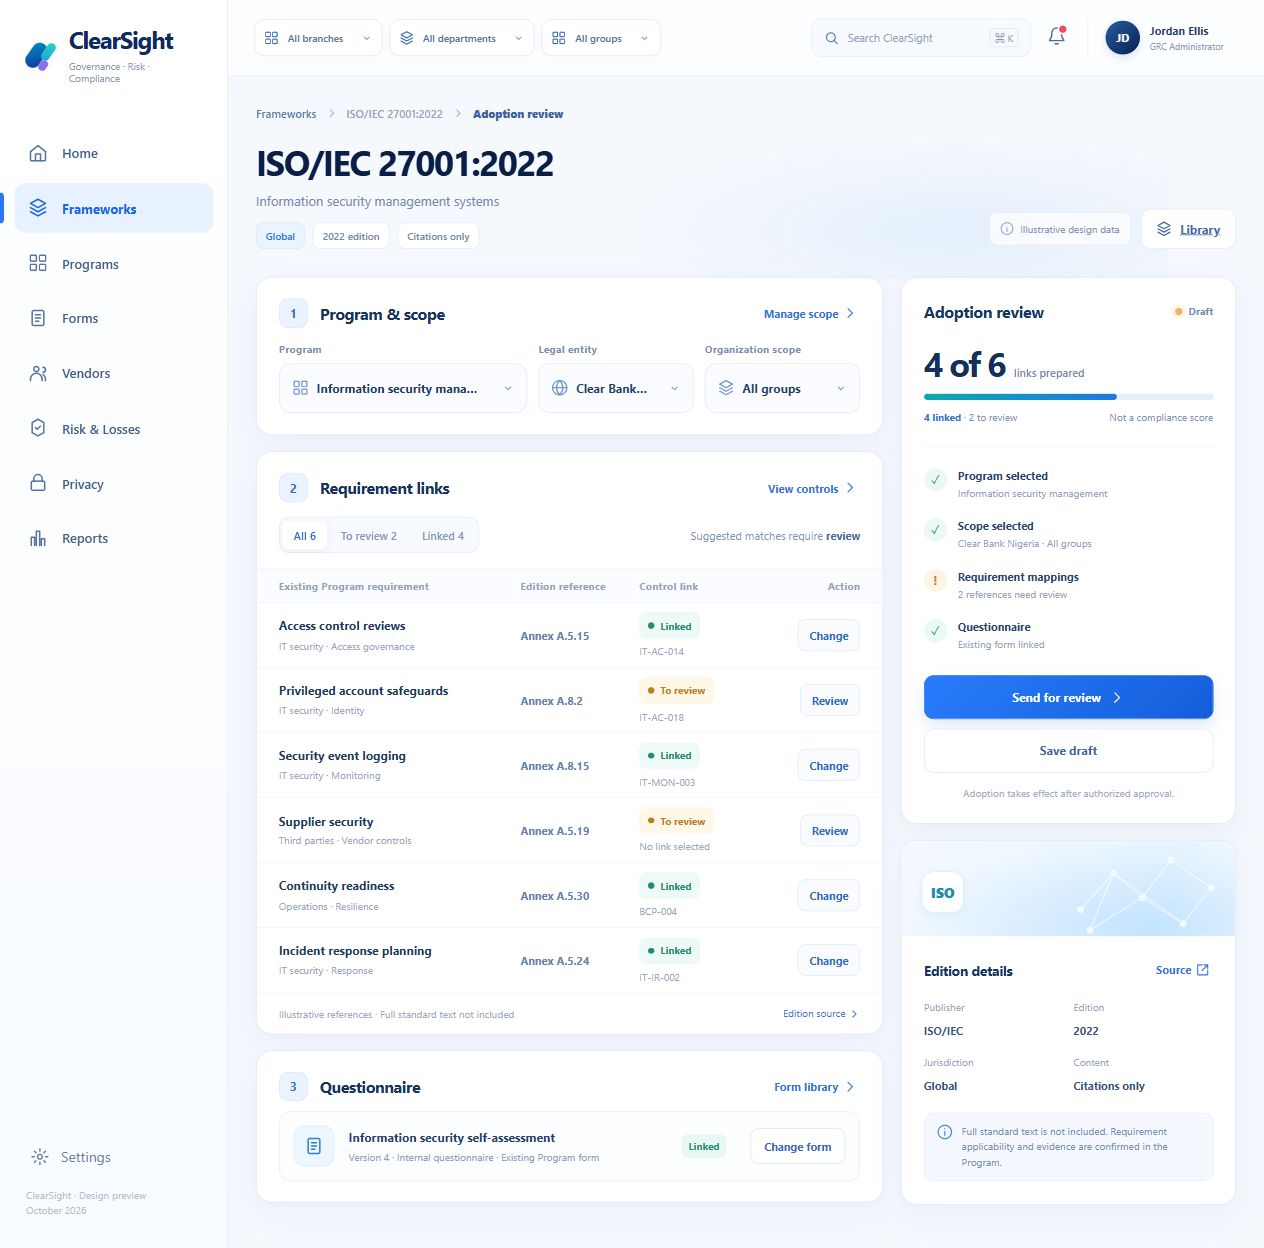 ClearSight
Governance · Risk ·
Compliance
All branches
All departments
All groups
Search ClearSight
⌘ K
JD
Jordan Ellis
GRC Administrator
Home
Frameworks
Programs
Forms
Vendors
Risk & Losses
Privacy
Reports
Settings
ClearSight · Design preview
October 2026
Frameworks
ISO/IEC 27001:2022
Adoption review
ISO/IEC 27001:2022
Information security management systems
Global
2022 edition
Citations only
Illustrative design data
Library
1
Program & scope
Manage scope
Program
Legal entity
Organization scope
Information security mana...
Clear Bank...
All groups
2
Requirement links
View controls
All 6
To review 2
Linked 4
Suggested matches require review
Existing Program requirement
Edition reference
Control link
Action
Access control reviews
IT security · Access governance
Annex A.5.15
Linked
IT-AC-014
Change
Privileged account safeguards
IT security · Identity
Annex A.8.2
To review
IT-AC-018
Review
Security event logging
IT security · Monitoring
Annex A.8.15
Linked
IT-MON-003
Change
Supplier security
Third parties · Vendor controls
Annex A.5.19
To review
No link selected
Review
Continuity readiness
Operations · Resilience
Annex A.5.30
Linked
BCP-004
Change
Incident response planning
IT security · Response
Annex A.5.24
Linked
IT-IR-002
Change
Illustrative references · Full standard text not included
Edition source
3
Questionnaire
Form library
Information security self-assessment
Version 4 · Internal questionnaire · Existing Program form
Linked
Change form
Adoption review
Draft
4 of 6 links prepared
4 linked · 2 to review
Not a compliance score
Program selected
Information security management
Scope selected
Clear Bank Nigeria · All groups
!
Requirement mappings
2 references need review
Questionnaire
Existing form linked
Send for review
Save draft
Adoption takes effect after authorized approval.
ISO
Edition details
Source
Publisher
Edition
ISO/IEC
2022
Jurisdiction
Content
Global
Citations only
Full standard text is not included. Requirement
applicability and evidence are confirmed in the
Program.